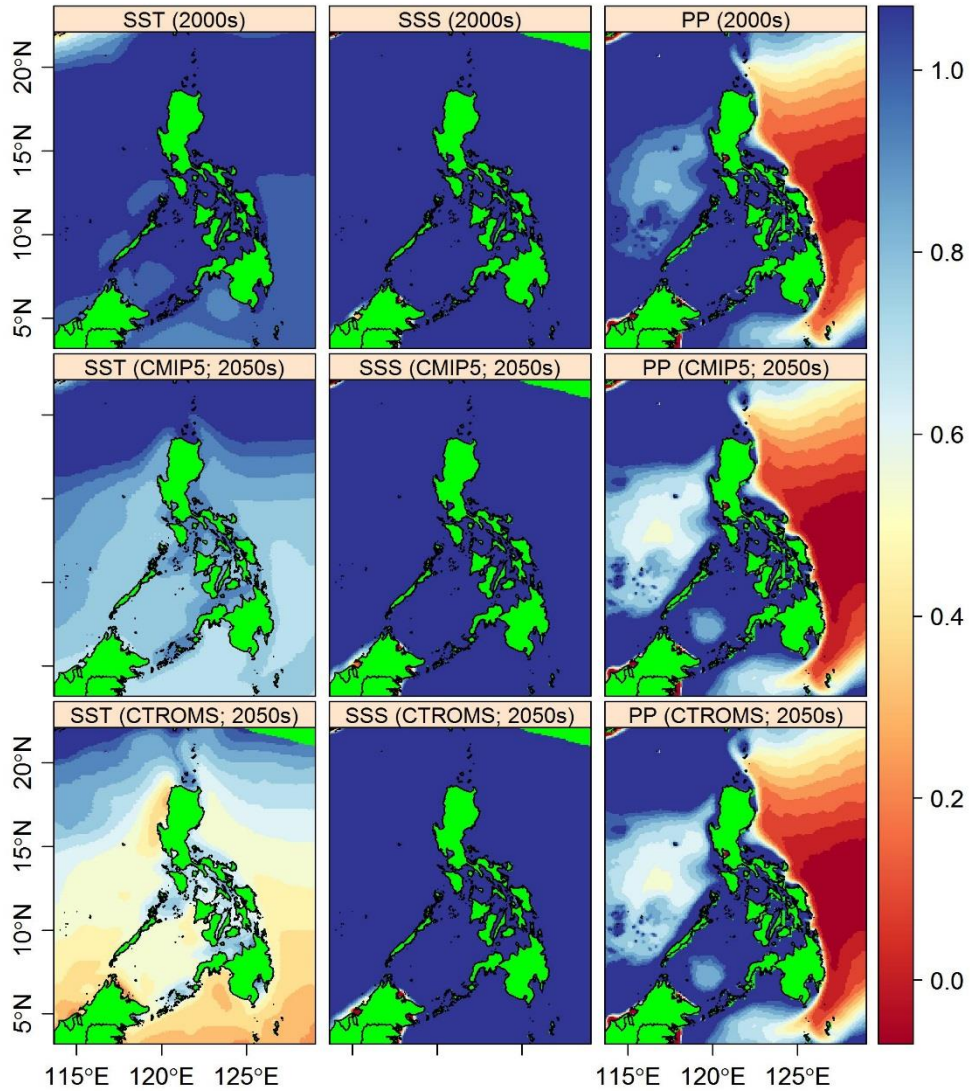 SST (2000s) SSS (2000s) PP (2000s)
20°N
15°N
10°N
5°N
1.0
0.8
0.6
0.4
0.2
0.0
SST (CMIP5; 2050s) SSS (CMIP5; 2050s) PP (CMIP5; 2050s)
SST (CTROMS; 2050s) SSS (CTROMS; 2050s) PP (CTROMS; 2050s)
20°N
15°N
10°N
5°N
115°E 120°E 125°E 115°E 120°E 125°E